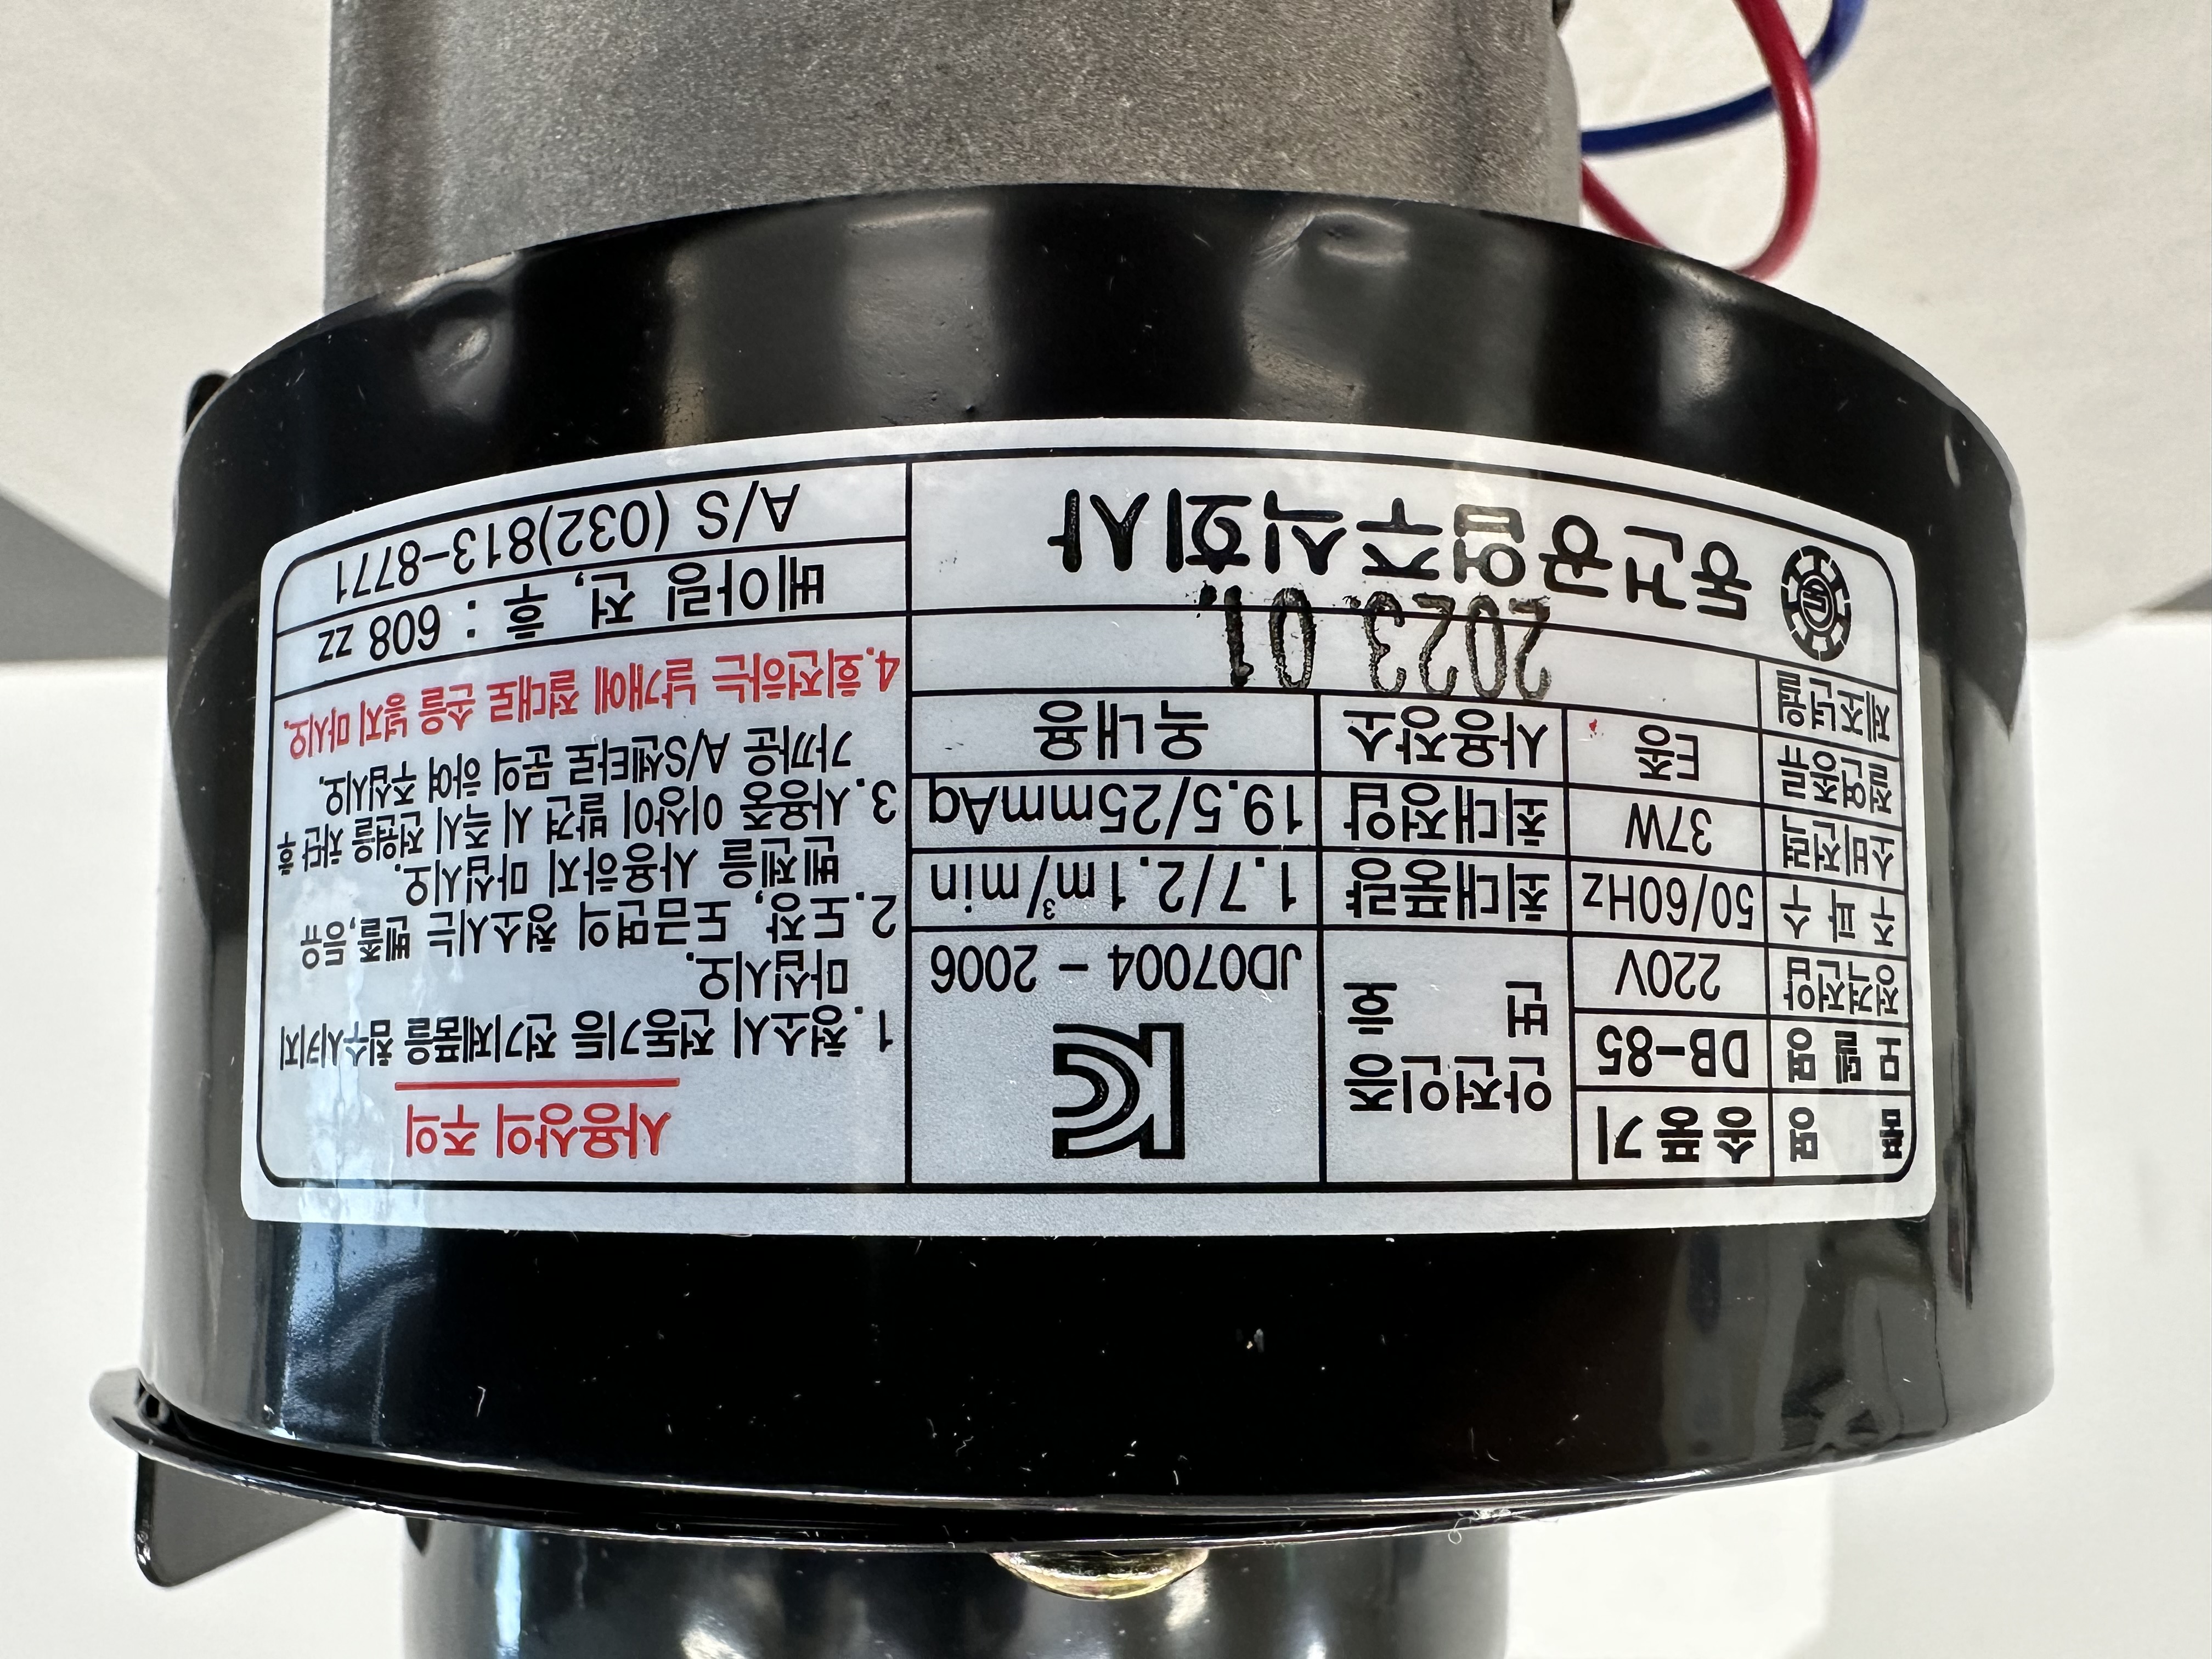 품 명 송풍기
모델명 DB-85
정격전압 220V
주파수 50/60Hz
소비전력 37W
절연종류 E종
제조년월 2023 01.
안전인증번호 JD07004 - 2006
최대풍량 1.7/2.1m³/min
최대정압 19.5/25mmAq
사용장소 옥내용
동건공업주식회사
사용상의 주의
1. 청소시 전동기등 전기제품을 침수시키지
마십시오.
2. 도장, 도금면의 청소시는 벤졸,등유
벤젠을 사용하지 마십시오.
3. 사용중 이상이 발견 시 즉시 전원을 차단 후
가까운 A/S센타로 문의 하여 주십시오.
4.회전하는 날개에 절대로 손을 넣지 마시오.
베아링 전, 후 : 608 zz
A/S (032)813-8771